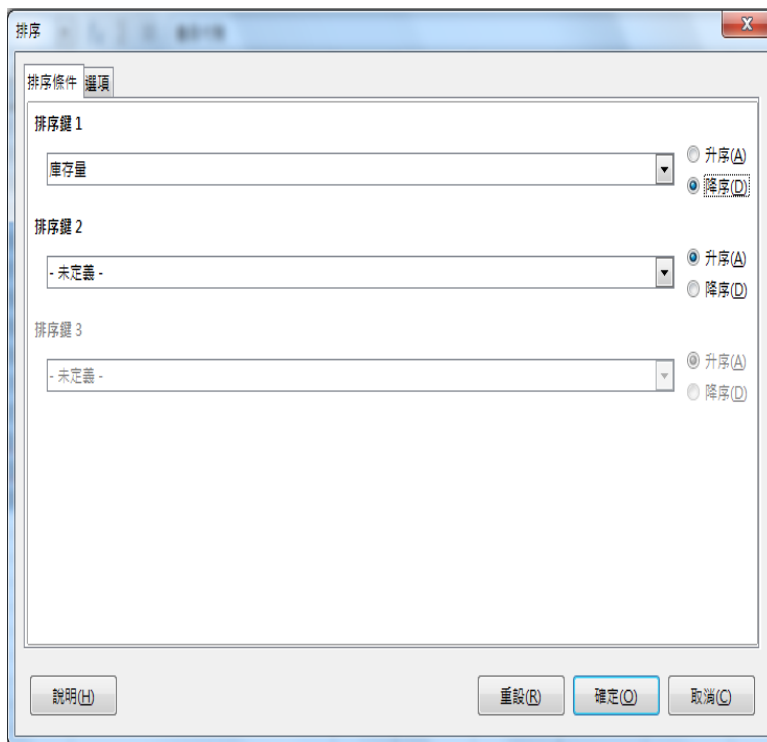 排序
排序條件 選項
排序鍵 1
庫存量
升序(A)
降序(D)
排序鍵 2
- 未定義 -
升序(A)
降序(D)
排序鍵 3
- 未定義 -
升序(A)
降序(D)
說明(H) 重設(R) 確定(O) 取消(C)